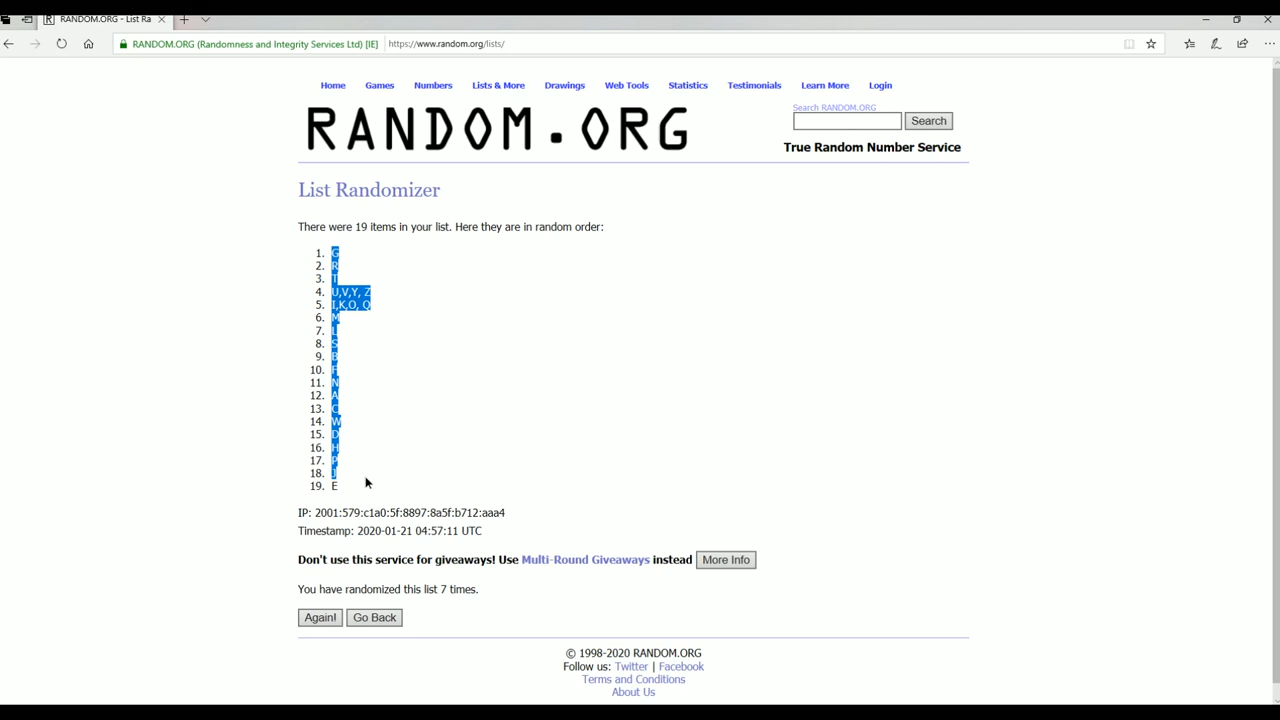 RANDOM.ORG - List Ra
RANDOM.ORG (Randomness and Integrity Services Ltd) [IE] https://www.random.org/lists/
Home Games Numbers Lists & More Drawings Web Tools Statistics Testimonials Learn More Login
Search RANDOM.ORG
RANDOM.ORG
Search
True Random Number Service
List Randomizer
There were 19 items in your list. Here they are in random order:
1. G
2. R
3. T
4. U,V,Y, Z
5. I,K,O, Q
6. M
7. L
8. S
9. B
10. F
11. N
12. A
13. C
14. W
15. D
16. H
17. P
18. J
19. E
IP: 2001:579:c1a0:5f:8897:8a5f:b712:aaa4
Timestamp: 2020-01-21 04:57:11 UTC
Don't use this service for giveaways! Use Multi-Round Giveaways instead More Info
You have randomized this list 7 times.
Again! Go Back
© 1998-2020 RANDOM.ORG
Follow us: Twitter | Facebook
Terms and Conditions
About Us